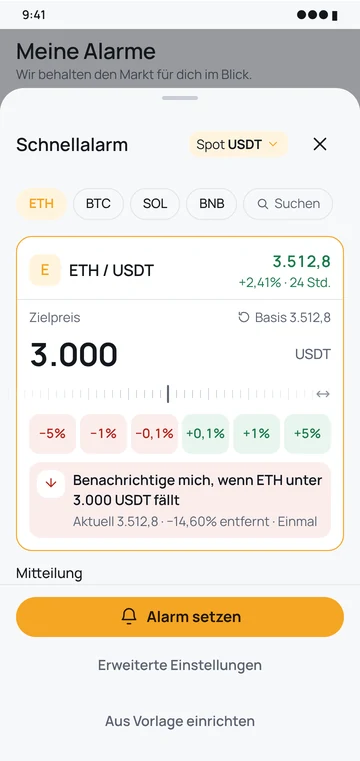 9:41
Meine Alarme
Wir behalten den Markt für dich im Blick.
Schnellalarm
Spot USDT
ETH
BTC
SOL
BNB
Suchen
E
ETH / USDT
3.512,8
+2,41% · 24 Std.
Zielpreis
Basis 3.512,8
3.000
USDT
−5%
−1%
−0,1%
+0,1%
+1%
+5%
Benachrichtige mich, wenn ETH unter
3.000 USDT fällt
Aktuell 3.512,8 · −14,60% entfernt · Einmal
Mitteilung
Alarm setzen
Erweiterte Einstellungen
Aus Vorlage einrichten